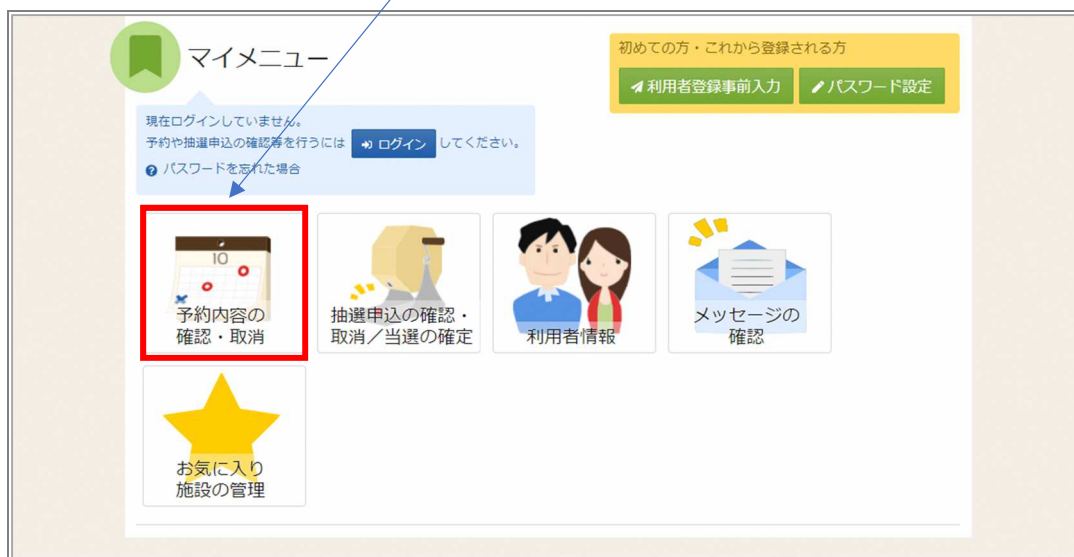 マイメニュー
初めての方・これから登録される方
利用者登録事前入力 パスワード設定
現在ログインしていません。
予約や抽選申込の確認等を行うには ログイン してください。
パスワードを忘れた場合
10
予約内容の
確認・取消
抽選申込の確認・
取消／当選の確定
利用者情報
メッセージの
確認
お気に入り
施設の管理